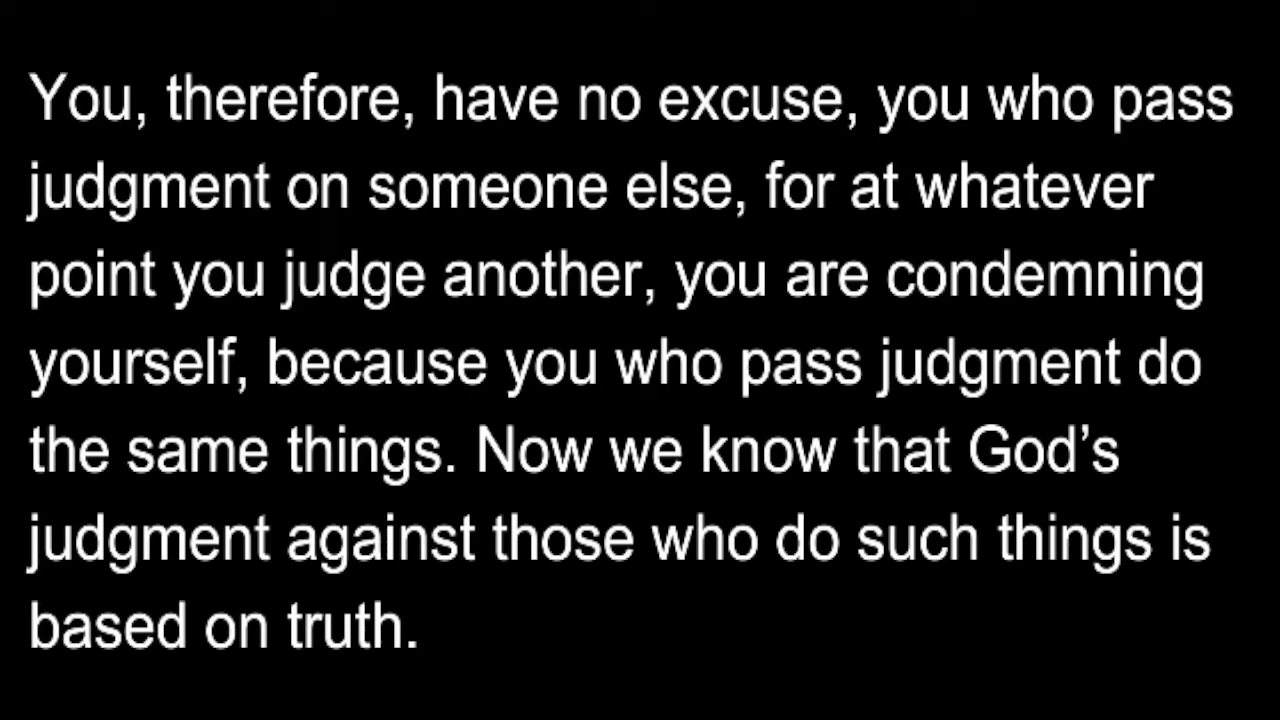 You, therefore, have no excuse, you who pass
judgment on someone else, for at whatever
point you judge another, you are condemning
yourself, because you who pass judgment do
the same things. Now we know that God’s
judgment against those who do such things is
based on truth.